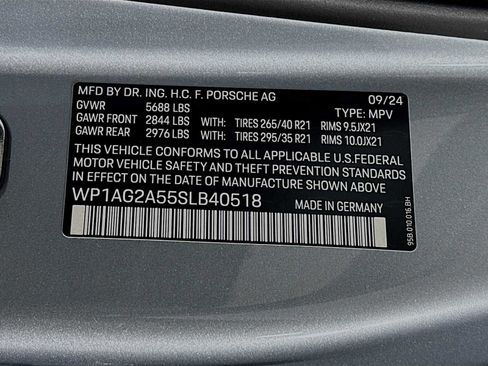 MFD BY DR. ING. H.C. F. PORSCHE AG 09/24
GVWR 5688 LBS TYPE: MPV
GAWR FRONT 2844 LBS WITH: TIRES 265/40 R21 RIMS 9.5JX21
GAWR REAR 2976 LBS WITH: TIRES 295/35 R21 RIMS 10.0JX21
THIS VEHICLE CONFORMS TO ALL APPLICABLE U.S.FEDERAL
MOTOR VEHICLE SAFETY AND THEFT PREVENTION STANDARDS
IN EFFECT ON THE DATE OF MANUFACTURE SHOWN ABOVE.
WP1AG2A55SLB40518
MADE IN GERMANY
95B.010.016.BH